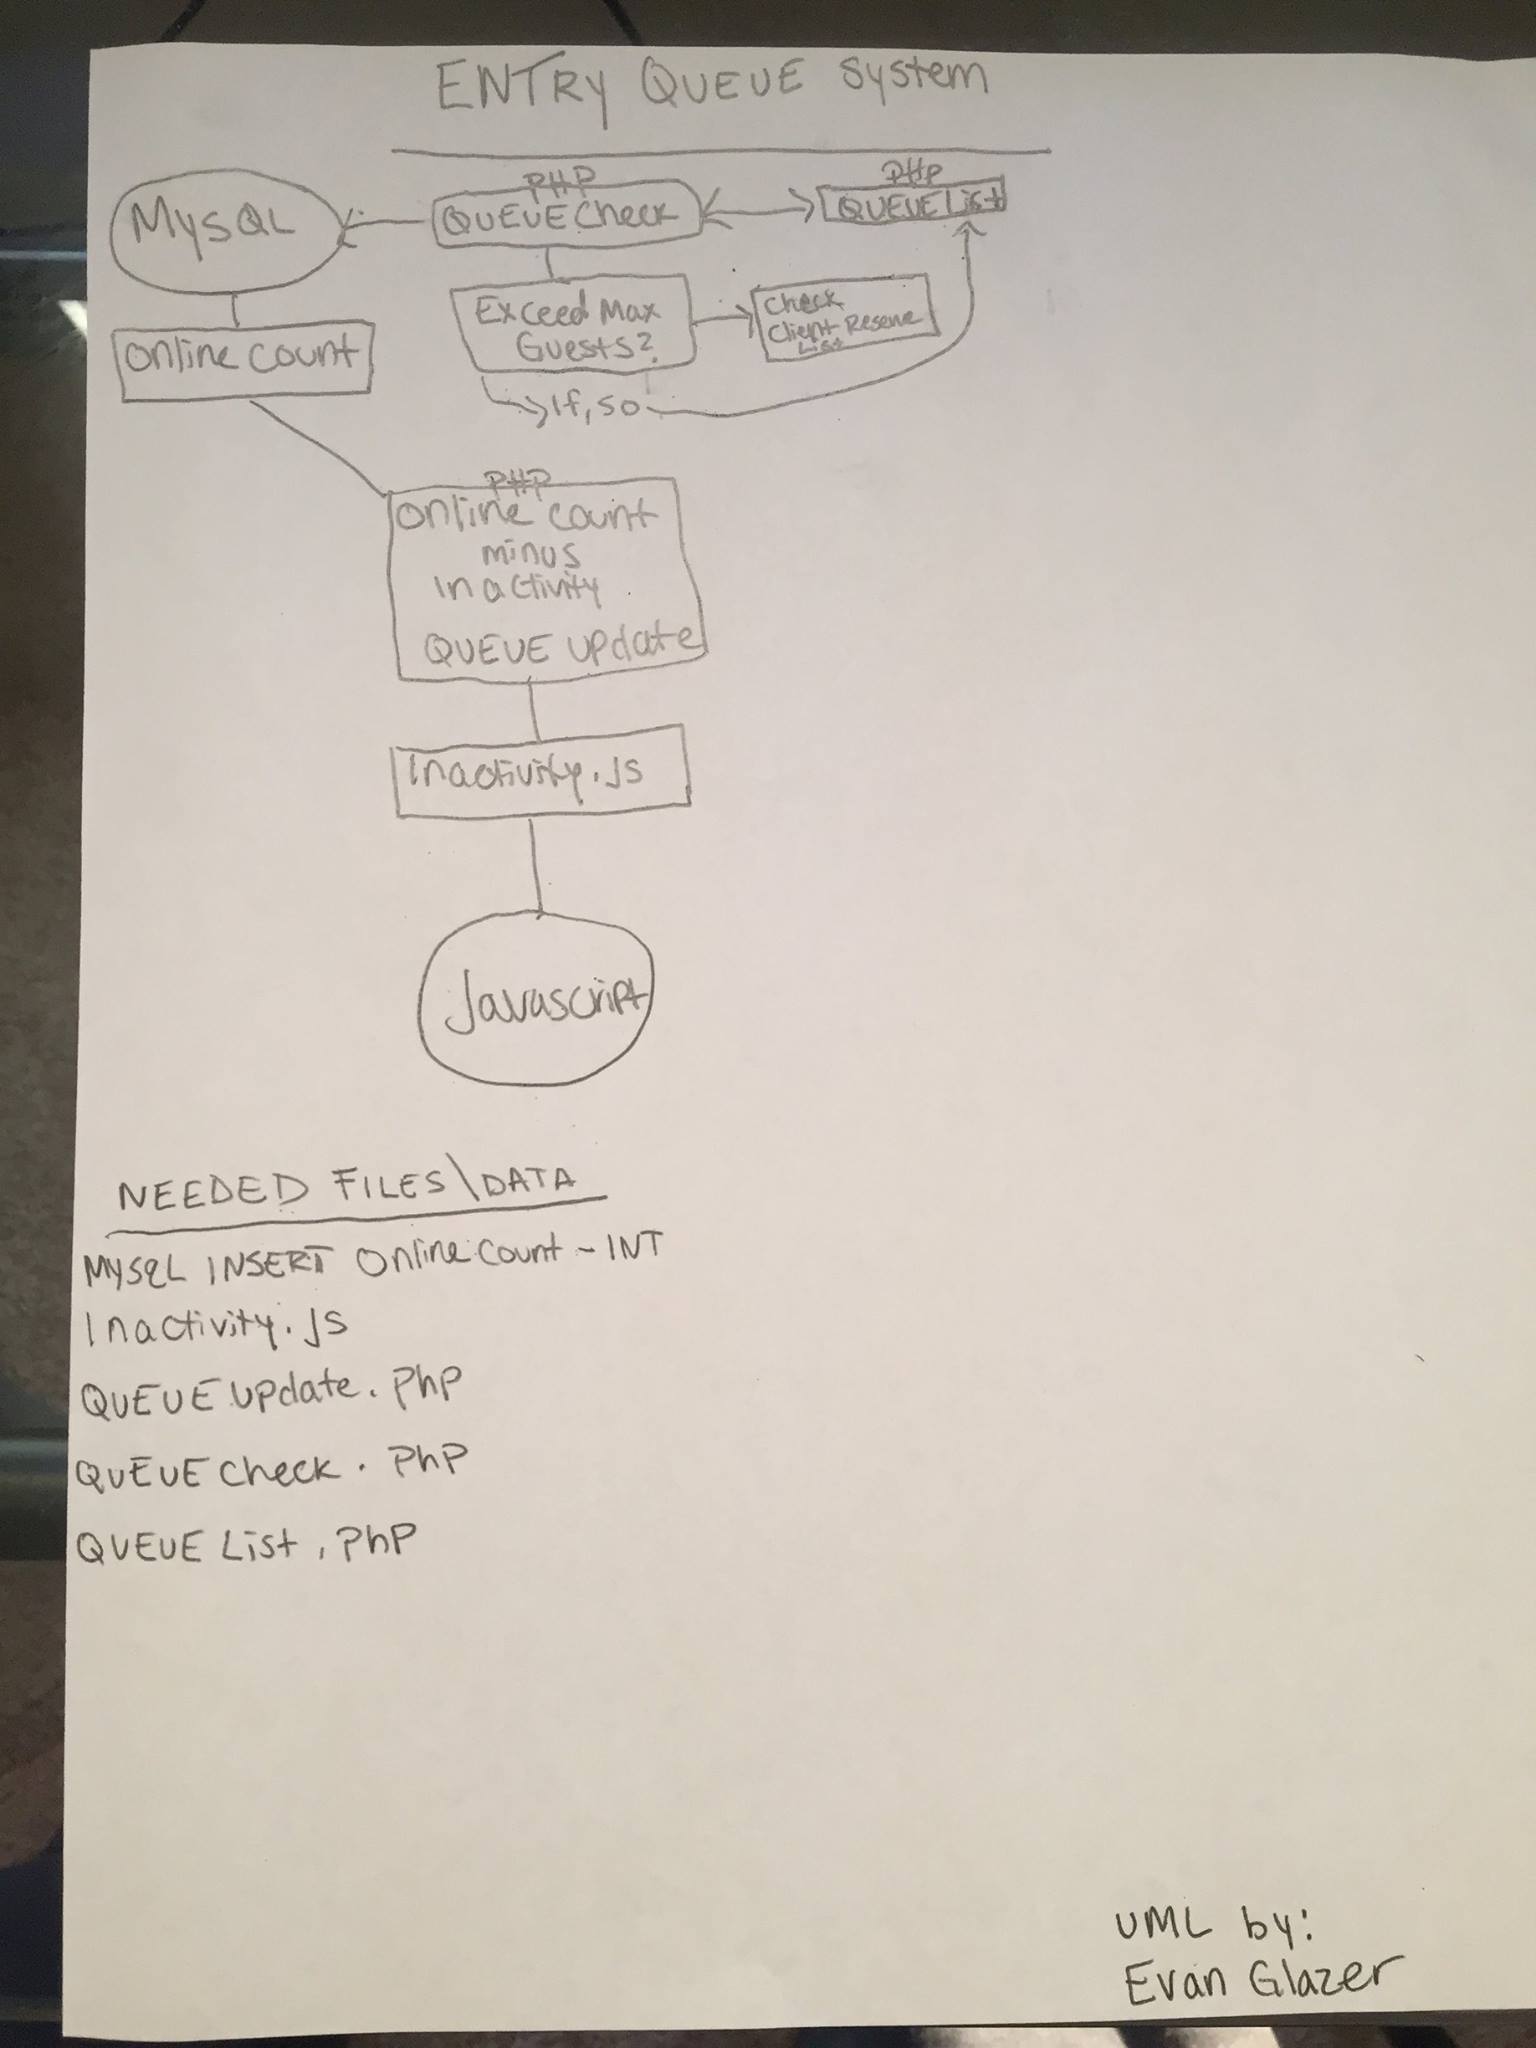 ENTRY QUEUE System
PHP
QUEUE Check
PHP
QUEUE List
MySQL
Exceed Max
Guests?
Check
Client Reserve
List
If, so
Online count
PHP
Online count
minus
Inactivity
QUEUE update
Inactivity.js
Javascript
NEEDED FILES\DATA
MYSQL INSERT Online count - INT
Inactivity.js
QUEUE update.php
QUEUE check.php
QUEUE List.php
UML by:
Evan Glazer